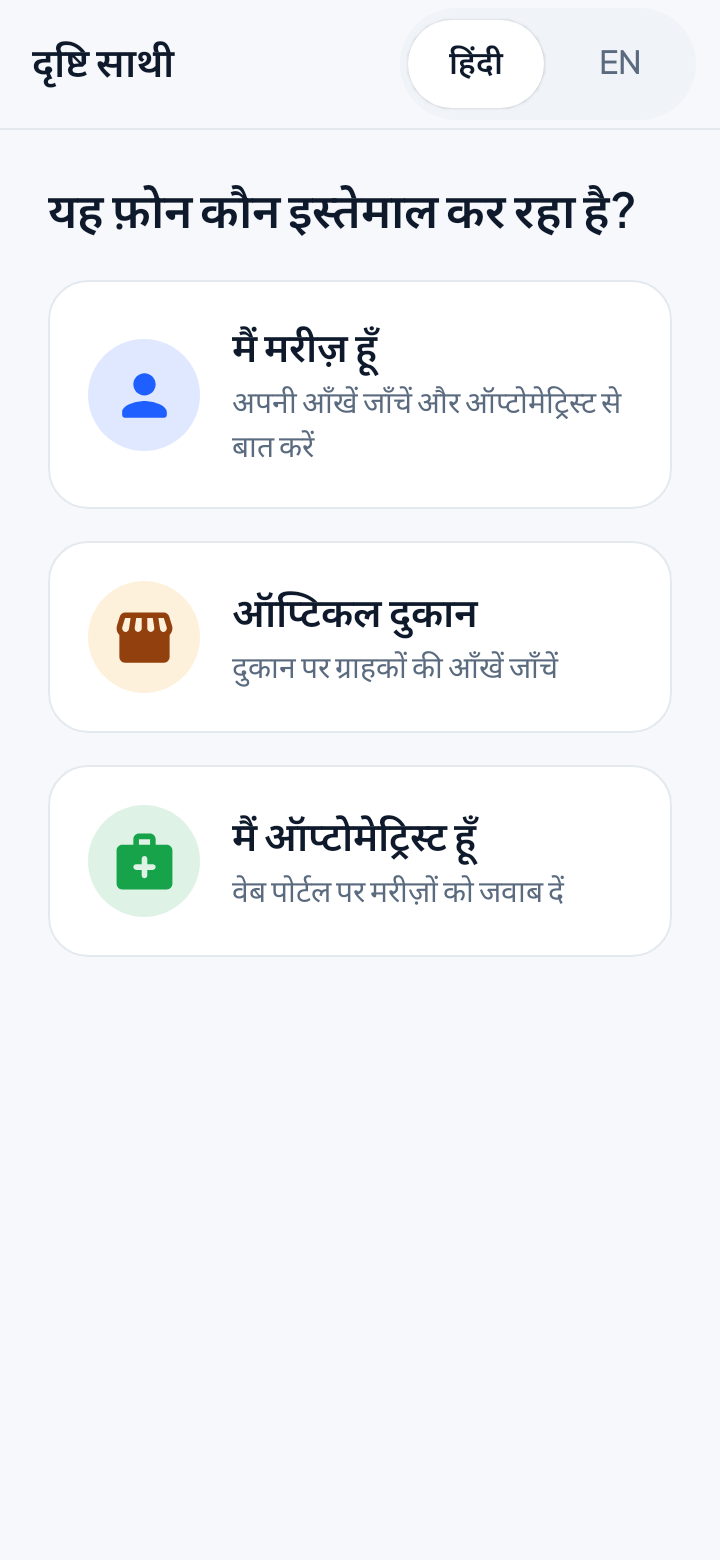 दृष्टि साथी
हिंदी
EN
यह फ़ोन कौन इस्तेमाल कर रहा है?
मैं मरीज़ हूँ
अपनी आँखें जाँचें और ऑप्टोमेट्रिस्ट से
बात करें
ऑप्टिकल दुकान
दुकान पर ग्राहकों की आँखें जाँचें
मैं ऑप्टोमेट्रिस्ट हूँ
वेब पोर्टल पर मरीज़ों को जवाब दें